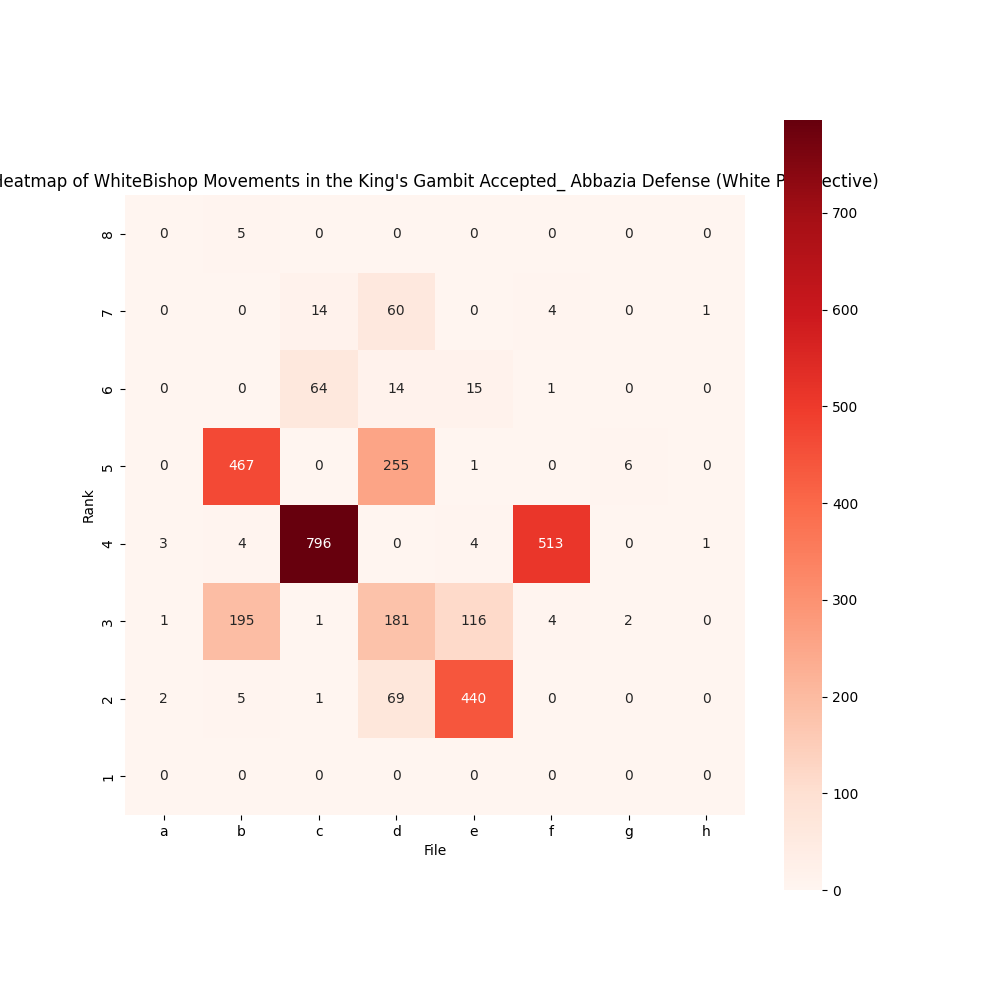 Heatmap of WhiteBishop Movements in the King's Gambit Accepted_ Abbazia Defense (White P ective)
700
8 0 5 0 0 0 0 0 0
7 0 0 14 60 0 4 0 1
600
6 0 0 64 14 15 1 0 0
500
5 0 467 0 255 1 0 6 0
400
Rank
4 3 4 796 0 4 513 0 1
300
3 1 195 1 181 116 4 2 0
200
2 2 5 1 69 440 0 0 0
100
1 0 0 0 0 0 0 0 0
a b c d e f g h
File
0